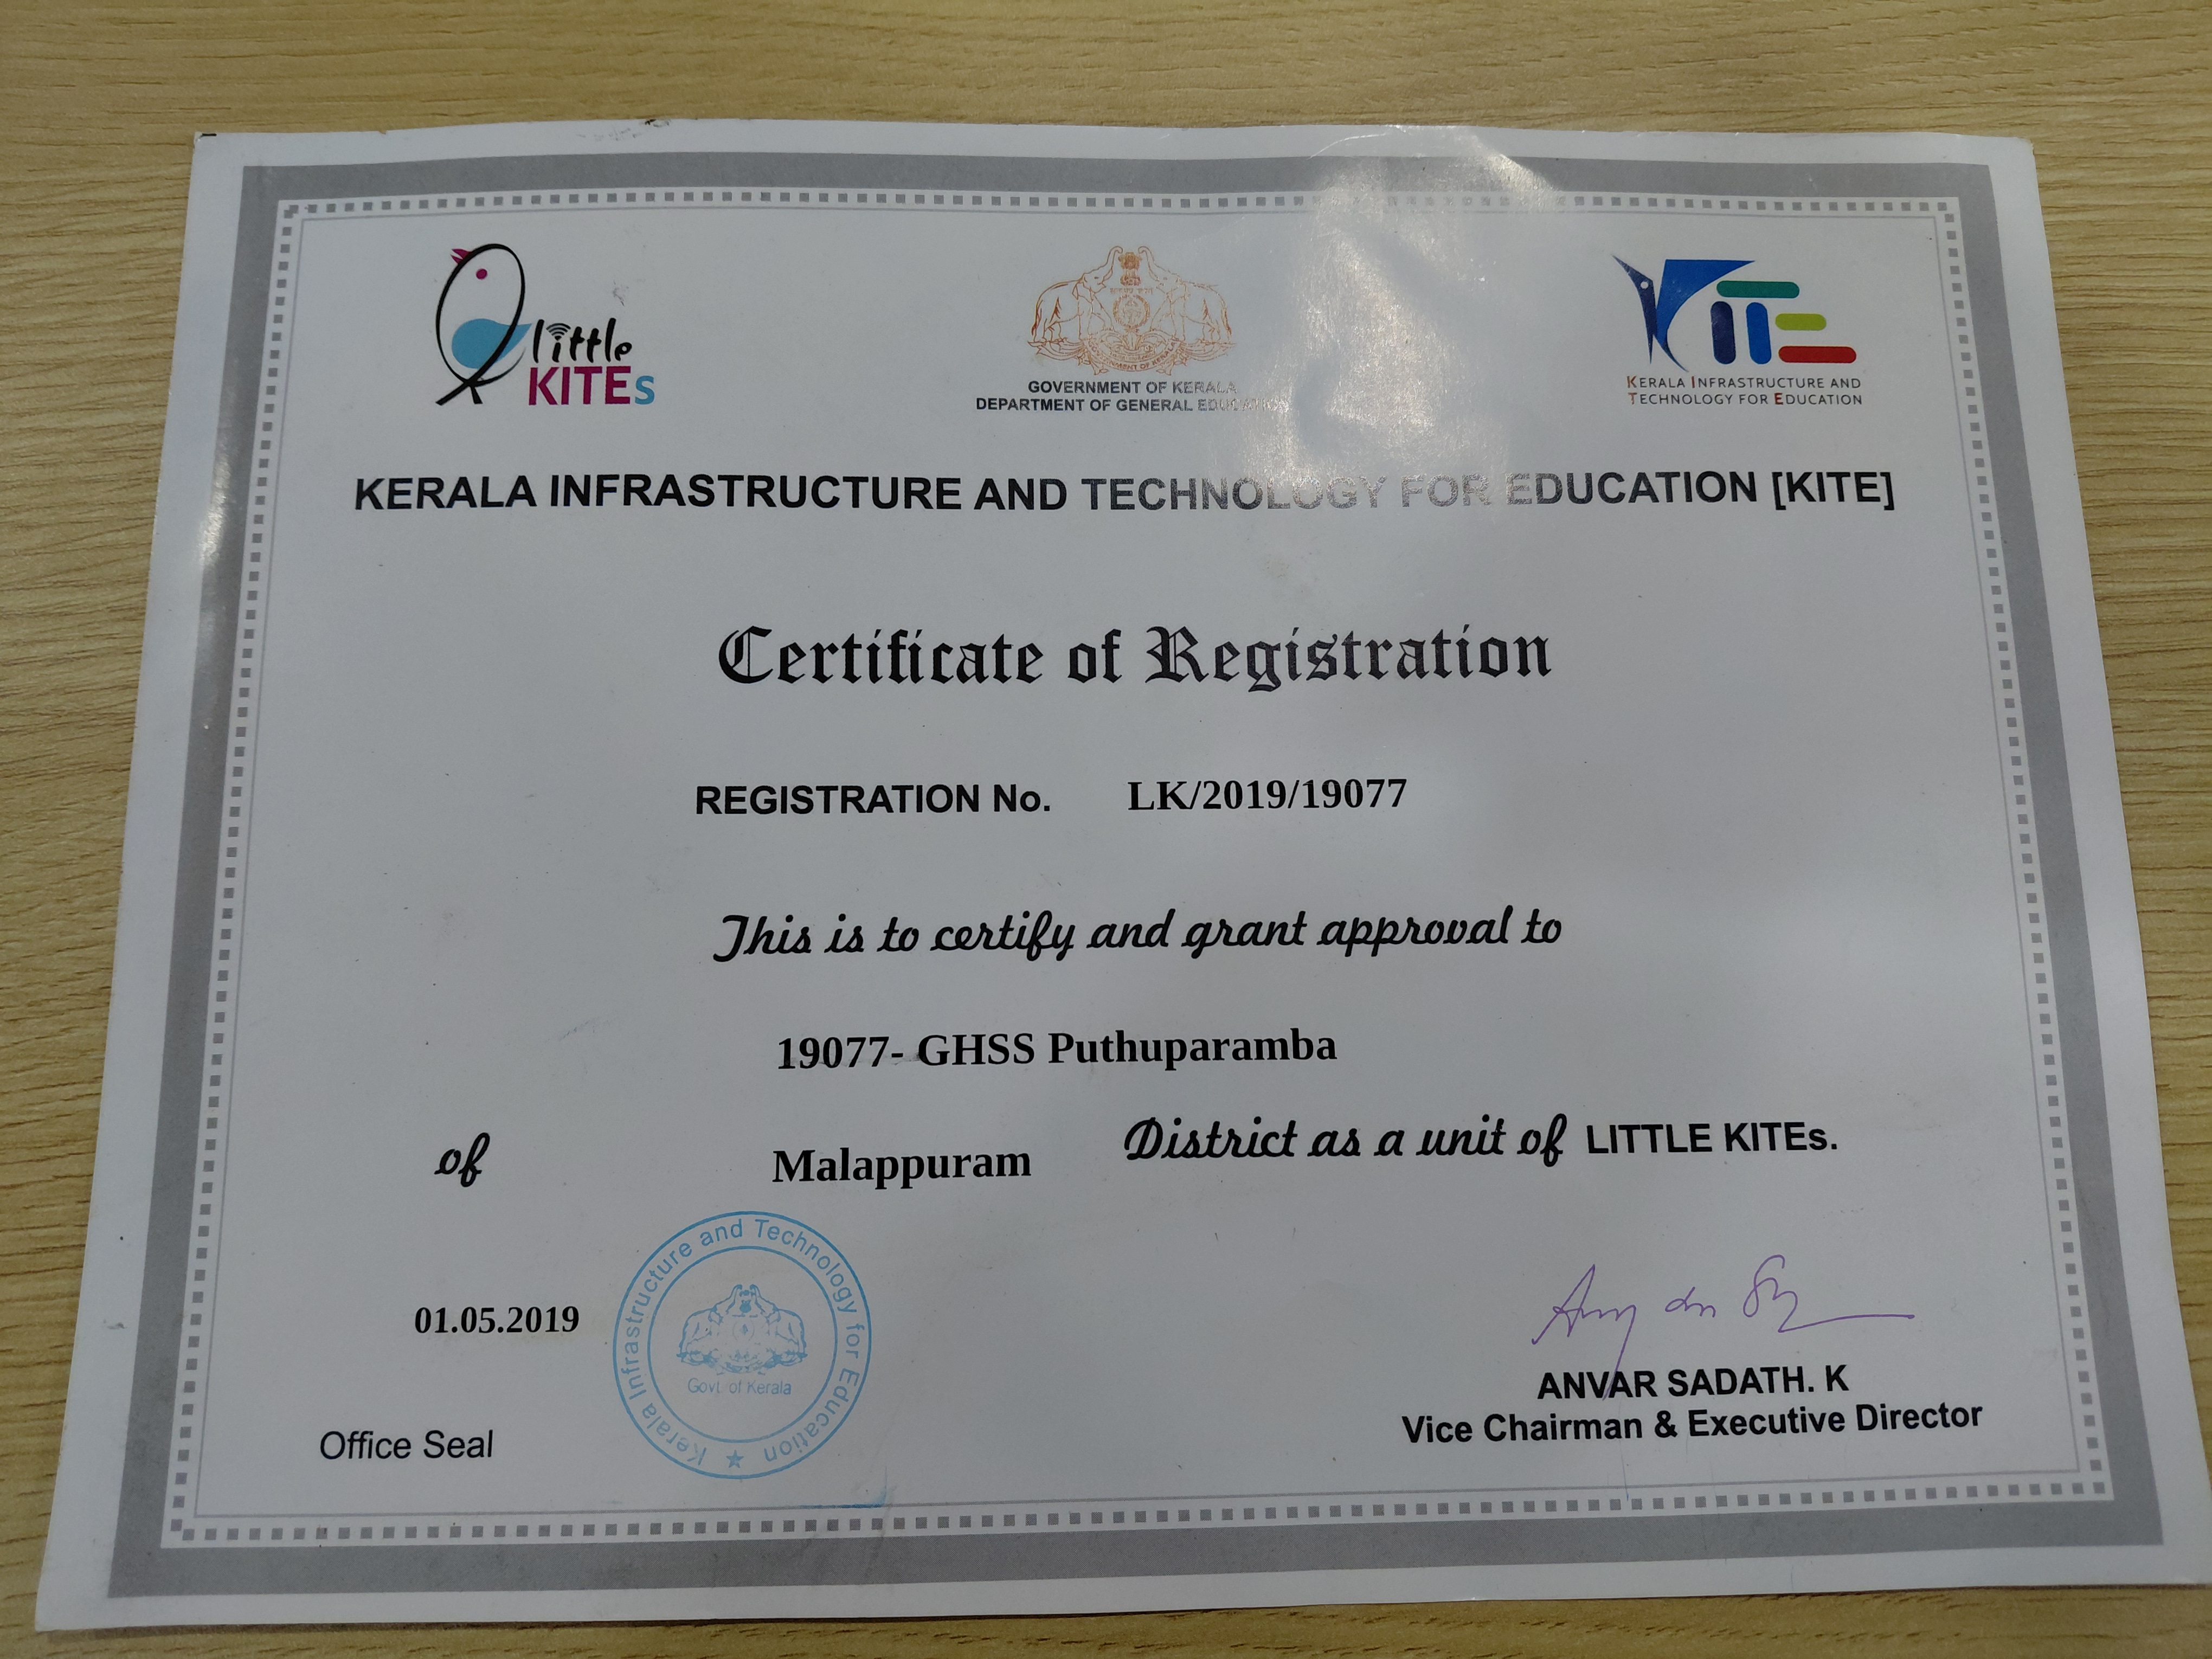 little
KITEs
GOVERNMENT OF KERALA
DEPARTMENT OF GENERAL EDUCATION
KITE
KERALA INFRASTRUCTURE AND
TECHNOLOGY FOR EDUCATION
KERALA INFRASTRUCTURE AND TECHNOLOGY FOR EDUCATION [KITE]
Certificate of Registration
REGISTRATION No. LK/2019/19077
This is to certify and grant approval to
19077- GHSS Puthuparamba
of Malappuram District as a unit of LITTLE KITEs.
01.05.2019
Kerala Infrastructure and Technology for Education
Govt. of Kerala
Office Seal
ANVAR SADATH. K
Vice Chairman & Executive Director